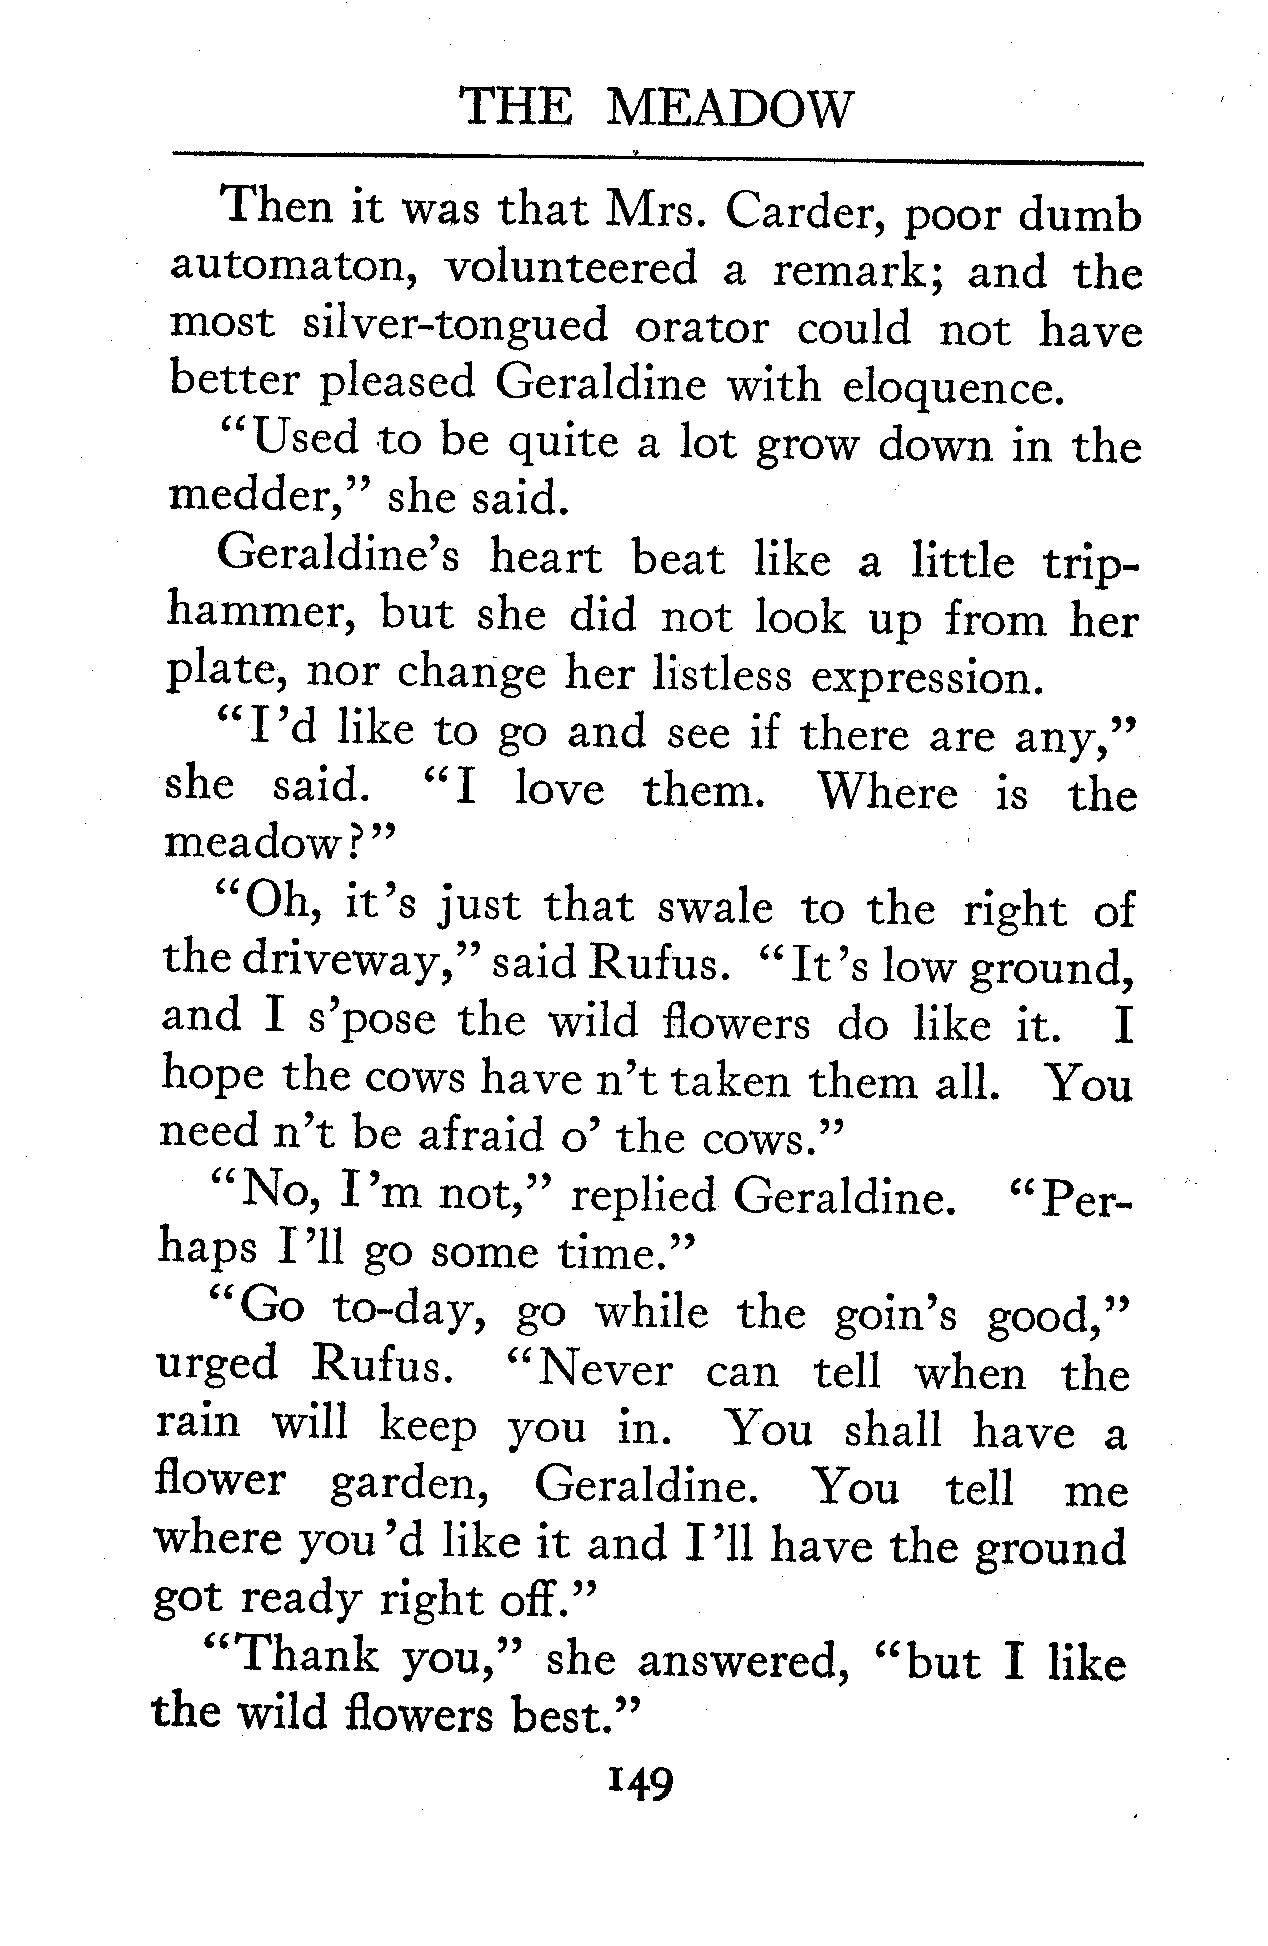 THE MEADOW
Then it was that Mrs. Carder, poor dumb
automaton, volunteered a remark; and the
most silver-tongued orator could not have
better pleased Geraldine with eloquence.
“Used to be quite a lot grow down in the
medder,” she said.
Geraldine’s heart beat like a little trip-
hammer, but she did not look up from her
plate, nor change her listless expression.
“I’d like to go and see if there are any,”
she said. “I love them. Where is the
meadow?”
“Oh, it’s just that swale to the right of
the driveway,” said Rufus. “It’s low ground,
and I s’pose the wild flowers do like it. I
hope the cows have n’t taken them all. You
need n’t be afraid o’ the cows.”
“No, I’m not,” replied Geraldine. “Per-
haps I’ll go some time.”
“Go to-day, go while the goin’s good,”
urged Rufus. “Never can tell when the
rain will keep you in. You shall have a
flower garden, Geraldine. You tell me
where you’d like it and I’ll have the ground
got ready right off.”
“Thank you,” she answered, “but I like
the wild flowers best.”
149